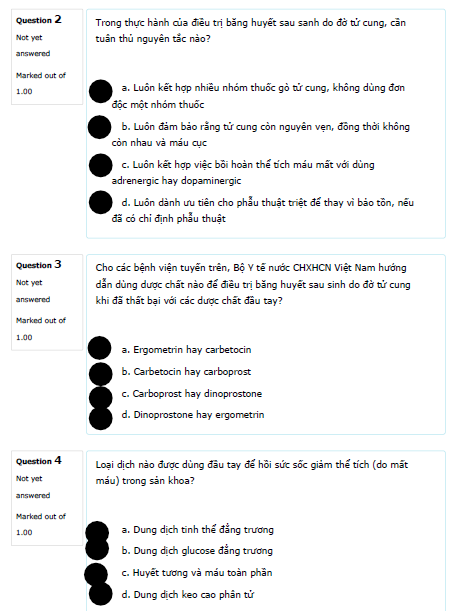 Question 2
Not yet
answered
Marked out of
1.00
Trong thực hành của điều trị băng huyết sau sanh do đờ tử cung, cần
tuân thủ nguyên tắc nào?
a. Luôn kết hợp nhiều nhóm thuốc gò tử cung, không dùng đơn
độc một nhóm thuốc
b. Luôn đảm bảo rằng tử cung còn nguyên vẹn, đồng thời không
còn nhau và máu cục
c. Luôn kết hợp việc bồi hoàn thể tích máu mất với dùng
adrenergic hay dopaminergic
d. Luôn dành ưu tiên cho phẫu thuật triệt để thay vì bảo tồn, nếu
đã có chỉ định phẫu thuật
Question 3
Not yet
answered
Marked out of
1.00
Cho các bệnh viện tuyến trên, Bộ Y tế nước CHXHCN Việt Nam hướng
dẫn dùng dược chất nào để điều trị băng huyết sau sinh do đờ tử cung
khi đã thất bại với các dược chất đầu tay?
a. Ergometrin hay carbetocin
b. Carbetocin hay carboprost
c. Carboprost hay dinoprostone
d. Dinoprostone hay ergometrin
Question 4
Not yet
answered
Marked out of
1.00
Loại dịch nào được dùng đầu tay để hồi sức sốc giảm thể tích (do mất
máu) trong sản khoa?
a. Dung dịch tinh thể đẳng trương
b. Dung dịch glucose đẳng trương
c. Huyết tương và máu toàn phần
d. Dung dịch keo cao phân tử